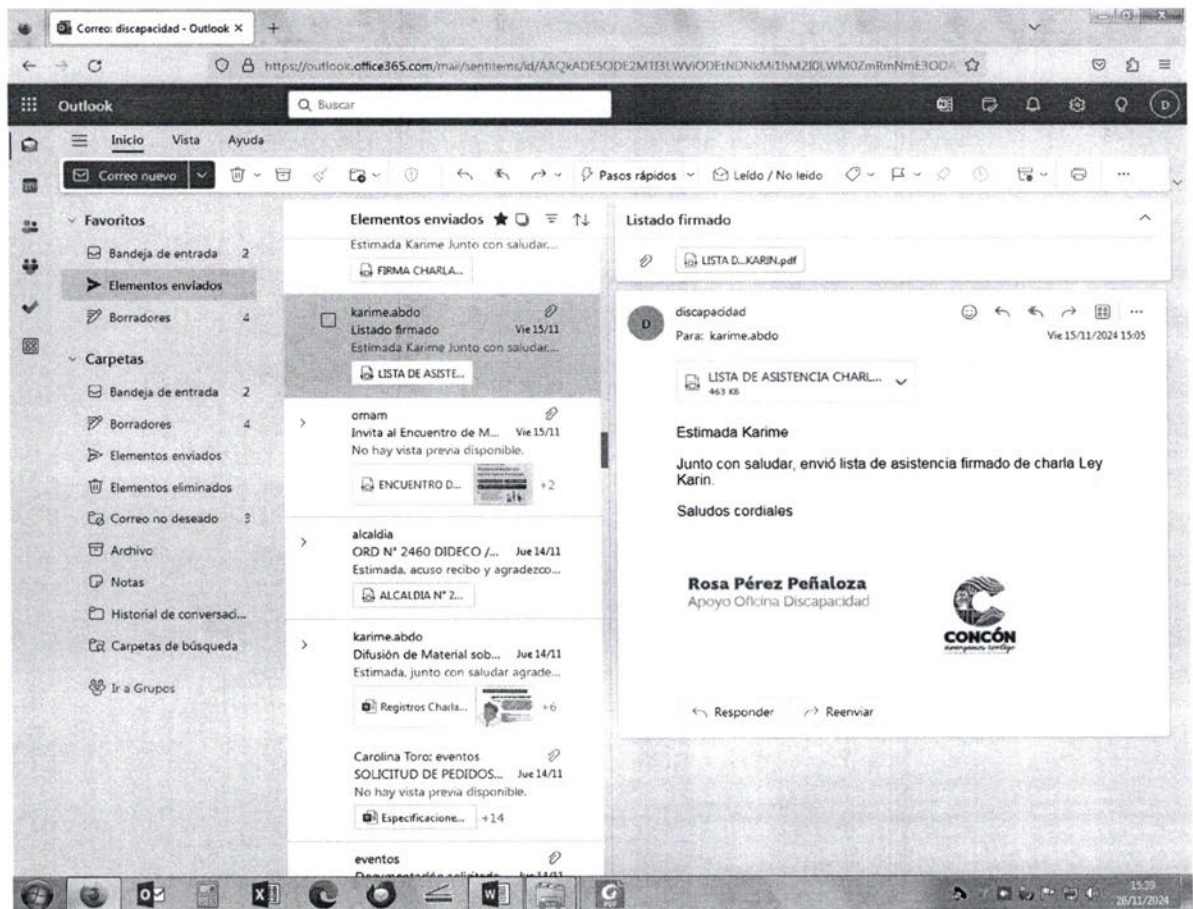 Correo: discapacidad - Outlook
https://outlook.office365.com/mail/sentitems/id/
Outlook
Buscar
D
Inicio Vista Ayuda
Correo nuevo
Pasos rápidos
Leído / No leído
Favoritos
Bandeja de entrada 2
Elementos enviados
Borradores 4
Carpetas
Bandeja de entrada 2
Borradores 4
Elementos enviados
Elementos eliminados
Correo no deseado 3
Archivo
Notas
Historial de conversaci...
Carpetas de búsqueda
Ir a Grupos
Elementos enviados
Estimada Karime Junto con saludar,...
FIRMA CHARLA...
karime.abdo
Listado firmado Vie 15/11
Estimada Karime Junto con saludar,...
LISTA DE ASISTE...
omam
Invita al Encuentro de M... Vie 15/11
No hay vista previa disponible.
ENCUENTRO D... +2
alcaldia
ORD N° 2460 DIDECO /... Jue 14/11
Estimada, acuso recibo y agradezco...
ALCALDIA N° 2...
karime.abdo
Difusión de Material sob... Jue 14/11
Estimada, junto con saludar agrade...
Registros Charla... +6
Carolina Toro; eventos
SOLICITUD DE PEDIDOS... Jue 14/11
No hay vista previa disponible.
Especificacione... +14
eventos
Documentación solicitada Jue 14/11
Listado firmado
LISTA D...KARIN.pdf
D
discapacidad
Para: karime.abdo
Vie 15/11/2024 15:05
LISTA DE ASISTENCIA CHARL...
463 KB
Estimada Karime
Junto con saludar, envió lista de asistencia firmado de charla Ley
Karin.
Saludos cordiales
Rosa Pérez Peñaloza
Apoyo Oficina Discapacidad
CONCÓN
Responder
Reenviar
15:39
26/11/2024